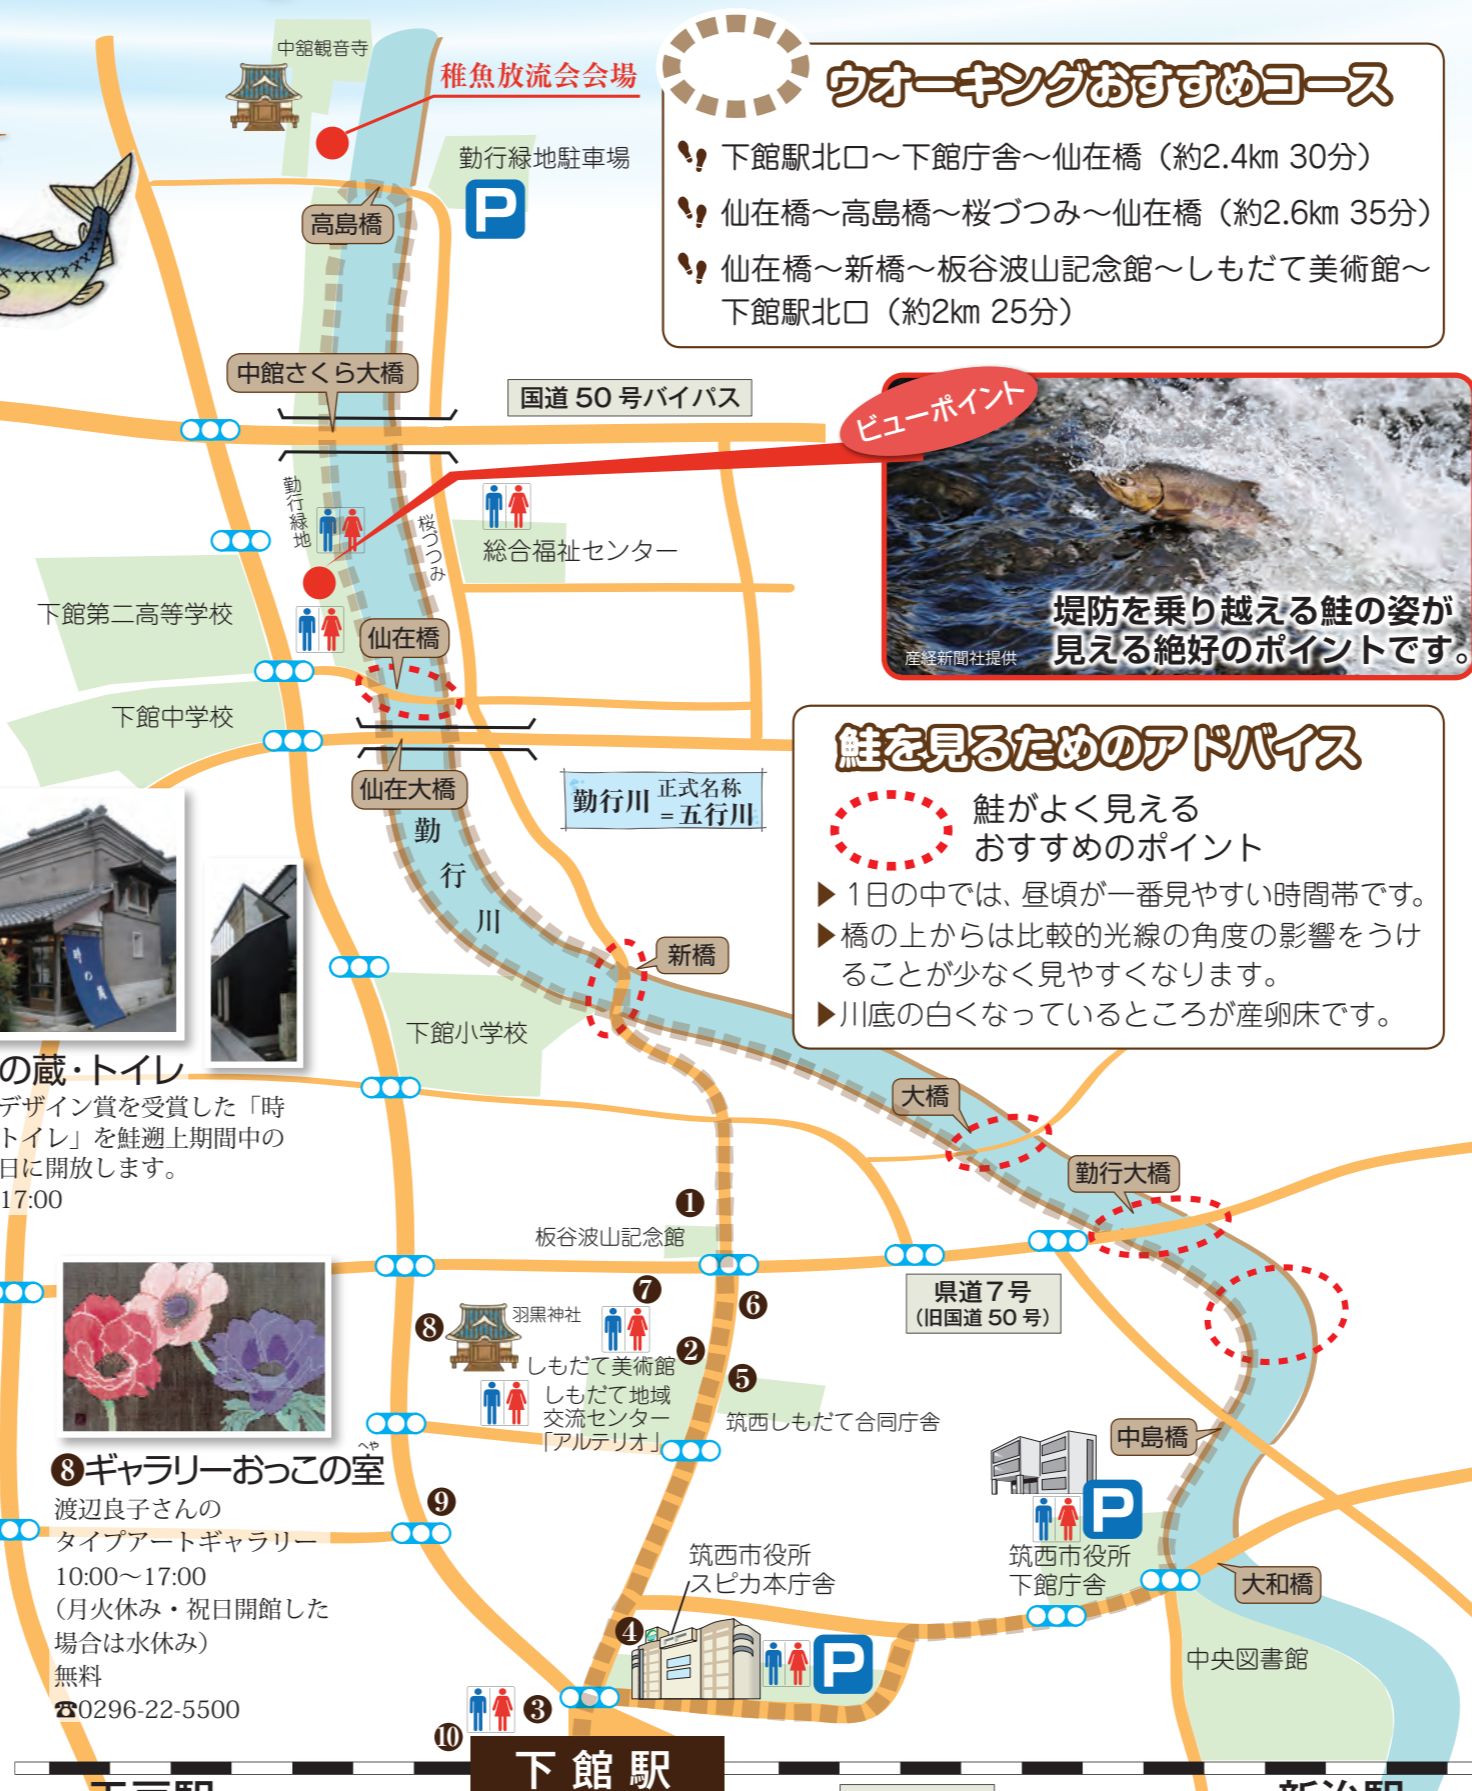 中舘観音寺
稚魚放流会会場
勤行緑地駐車場
P
高島橋
ウオーキングおすすめコース
下館駅北口～下館庁舎～仙在橋（約2.4km 30分）
仙在橋～高島橋～桜づつみ～仙在橋（約2.6km 35分）
仙在橋～新橋～板谷波山記念館～しもだて美術館～
下館駅北口（約2km 25分）
中館さくら大橋
国道 50 号バイパス
ビューポイント
堤防を乗り越える鮭の姿が
見える絶好のポイントです。
産経新聞社提供
勤行緑地
桜づつみ
総合福祉センター
下館第二高等学校
仙在橋
下館中学校
仙在大橋
勤行川 正式名称
＝五行川
勤行川
鮭を見るためのアドバイス
鮭がよく見える
おすすめのポイント
▶1日の中では、昼頃が一番見やすい時間帯です。
▶橋の上からは比較的光線の角度の影響をうけ
ることが少なく見やすくなります。
▶川底の白くなっているところが産卵床です。
時の蔵
新橋
下館小学校
の蔵・トイレ
デザイン賞を受賞した「時
トイレ」を鮭遡上期間中の
日に開放します。
17:00
大橋
勤行大橋
❶
板谷波山記念館
県道７号
（旧国道 50 号）
❼
❻
❽
羽黒神社
❷
しもだて美術館
❺
しもだて地域
交流センター
「アルテリオ」
筑西しもだて合同庁舎
中島橋
❽ギャラリーおっこの室
へや
渡辺良子さんの
タイプアートギャラリー
10:00～17:00
（月火休み・祝日開館した
場合は水休み）
無料
☎0296-22-5500
❾
P
筑西市役所
下館庁舎
筑西市役所
スピカ本庁舎
大和橋
❹
P
中央図書館
❸
❿
下 館 駅